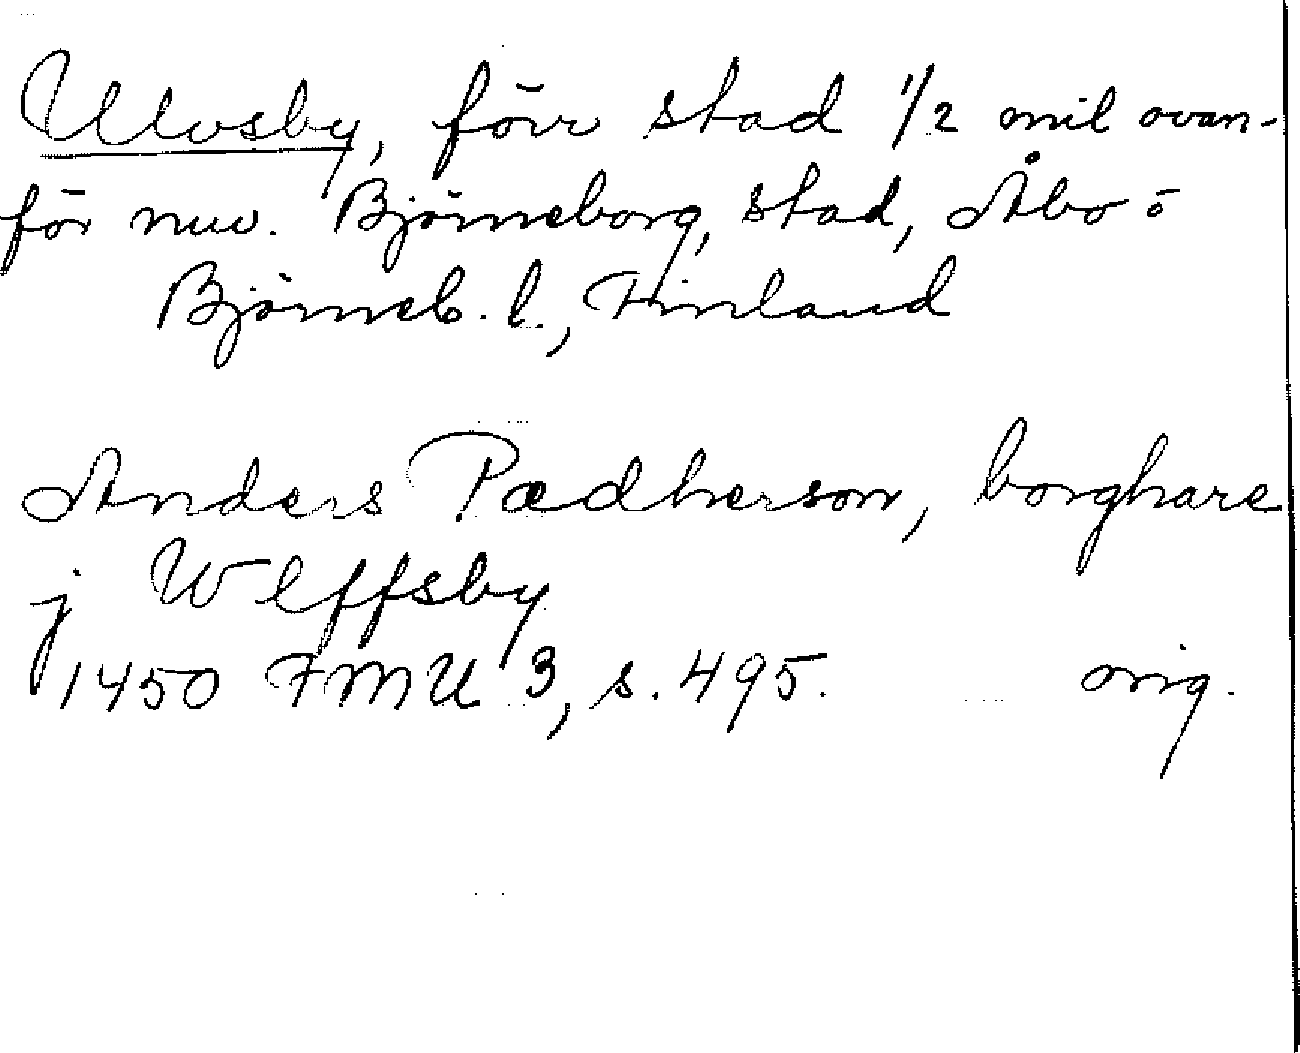 Ulvsby, förr stad 1/2 mil ovan-
för nuv. Björneborg, stad, Åbo o
Björneb. l., Finland
Anders Pædherson, borghare
j Wlffsby
1450 FMU 3, s. 495. orig.